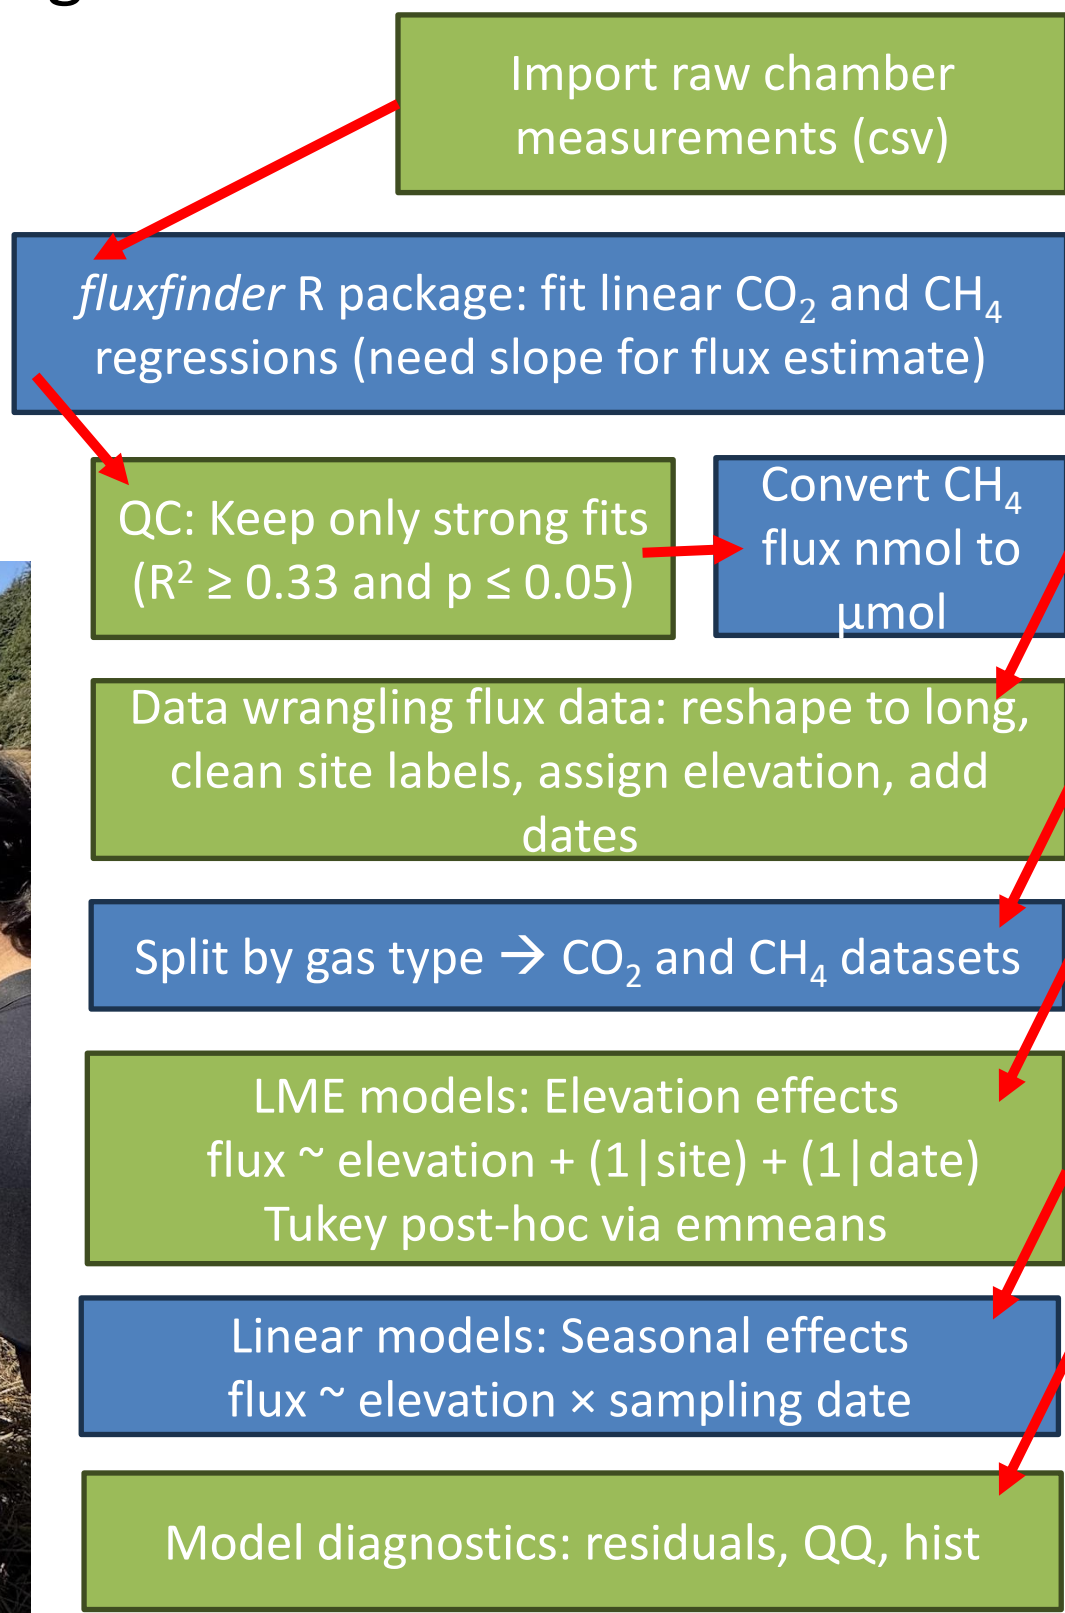 g
Import raw chamber
measurements (csv)
fluxfinder R package: fit linear CO₂ and CH₄
regressions (need slope for flux estimate)
QC: Keep only strong fits
(R² ≥ 0.33 and p ≤ 0.05)
Convert CH₄
flux nmol to
µmol
Data wrangling flux data: reshape to long,
clean site labels, assign elevation, add
dates
Split by gas type → CO₂ and CH₄ datasets
LME models: Elevation effects
flux ~ elevation + (1|site) + (1|date)
Tukey post-hoc via emmeans
Linear models: Seasonal effects
flux ~ elevation × sampling date
Model diagnostics: residuals, QQ, hist